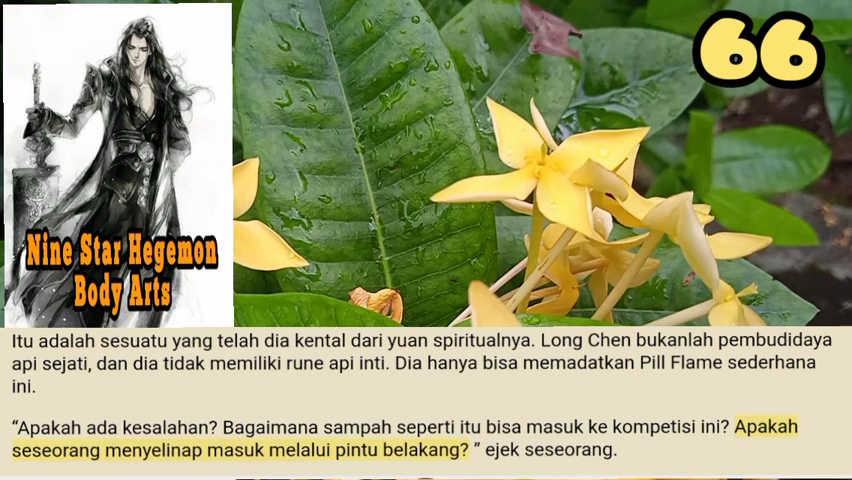 66
Nine Star Hegemon
Body Arts
Itu adalah sesuatu yang telah dia kental dari yuan spiritualnya. Long Chen bukanlah pembudidaya
api sejati, dan dia tidak memiliki rune api inti. Dia hanya bisa memadatkan Pill Flame sederhana
ini.
“Apakah ada kesalahan? Bagaimana sampah seperti itu bisa masuk ke kompetisi ini? Apakah
seseorang menyelinap masuk melalui pintu belakang? ” ejek seseorang.